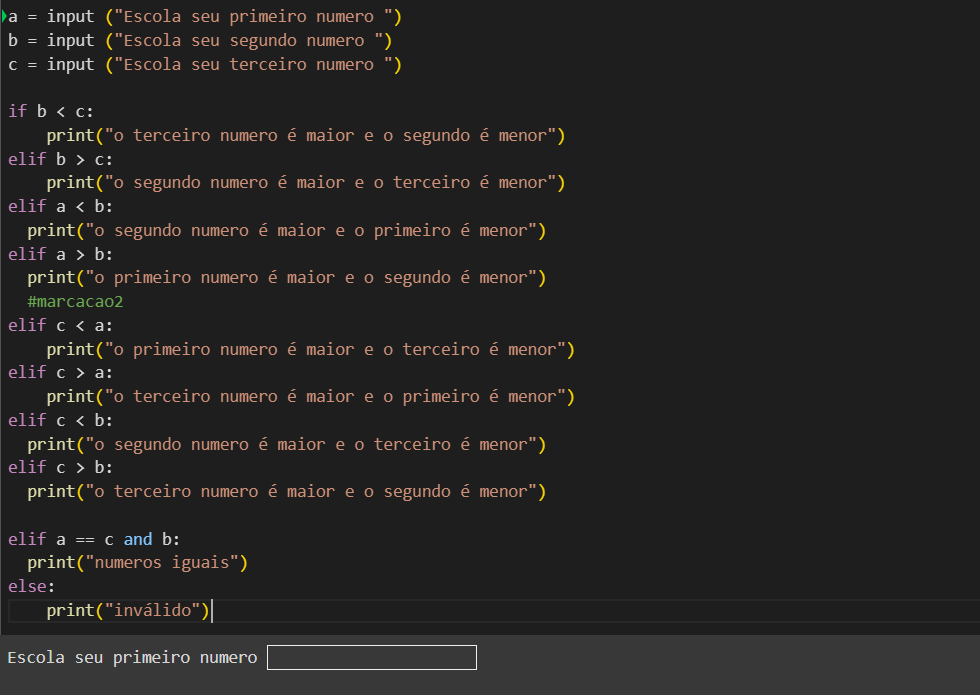 a = input ("Escola seu primeiro numero ")
b = input ("Escola seu segundo numero ")
c = input ("Escola seu terceiro numero ")

if b < c:
    print("o terceiro numero é maior e o segundo é menor")
elif b > c:
    print("o segundo numero é maior e o terceiro é menor")
elif a < b:
  print("o segundo numero é maior e o primeiro é menor")
elif a > b:
  print("o primeiro numero é maior e o segundo é menor")
  #marcacao2
elif c < a:
    print("o primeiro numero é maior e o terceiro é menor")
elif c > a:
    print("o terceiro numero é maior e o primeiro é menor")
elif c < b:
  print("o segundo numero é maior e o terceiro é menor")
elif c > b:
  print("o terceiro numero é maior e o segundo é menor")

elif a == c and b:
  print("numeros iguais")
else:
    print("inválido")
Escola seu primeiro numero